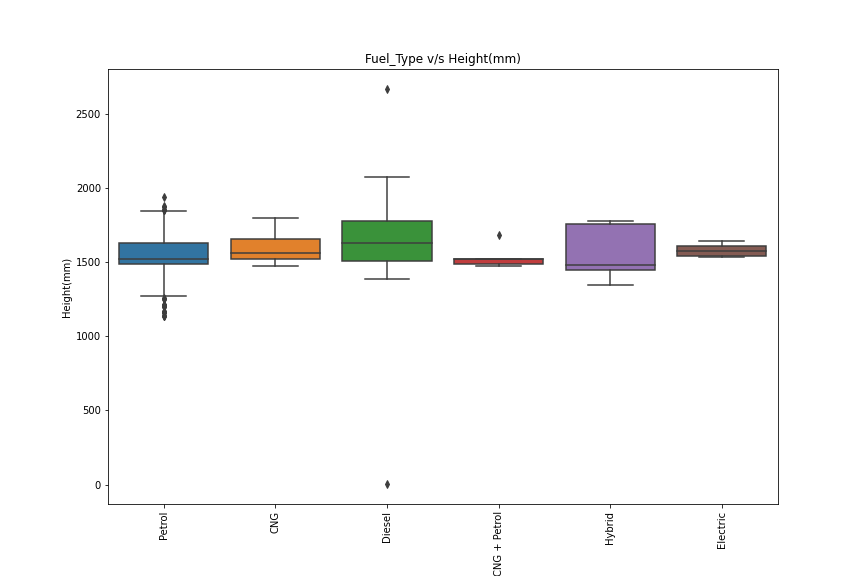 Fuel_Type v/s Height(mm)
Height(mm)
2500
2000
1500
1000
500
0
Petrol
CNG
Diesel
CNG + Petrol
Hybrid
Electric